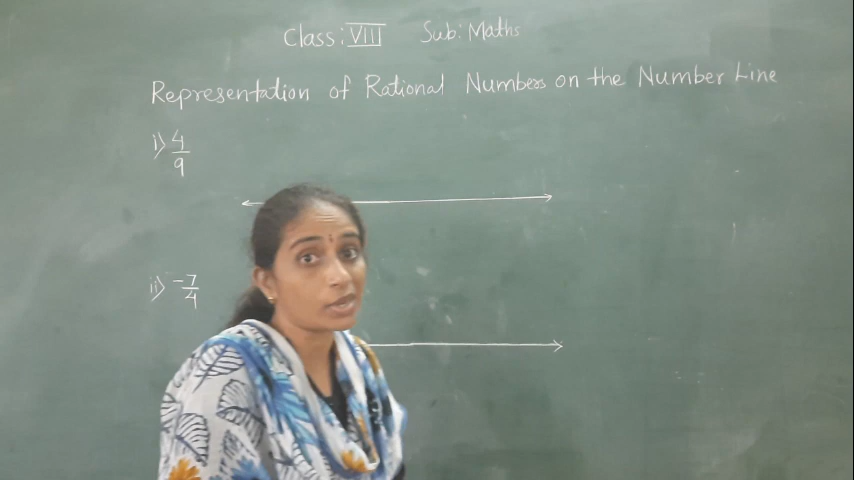 Class: VIII Sub: Maths
Representation of Rational Numbers on the Number Line
i) 4/9
ii) -7/4